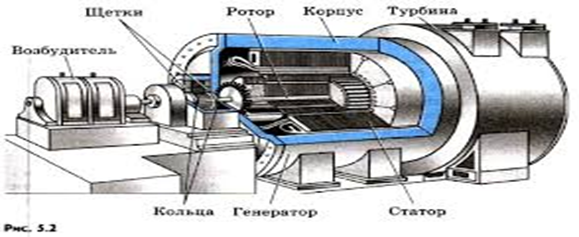 Щетки Ротор Корпус Турбина
Возбудитель
Кольца Генератор Статор
Рис. 5.2